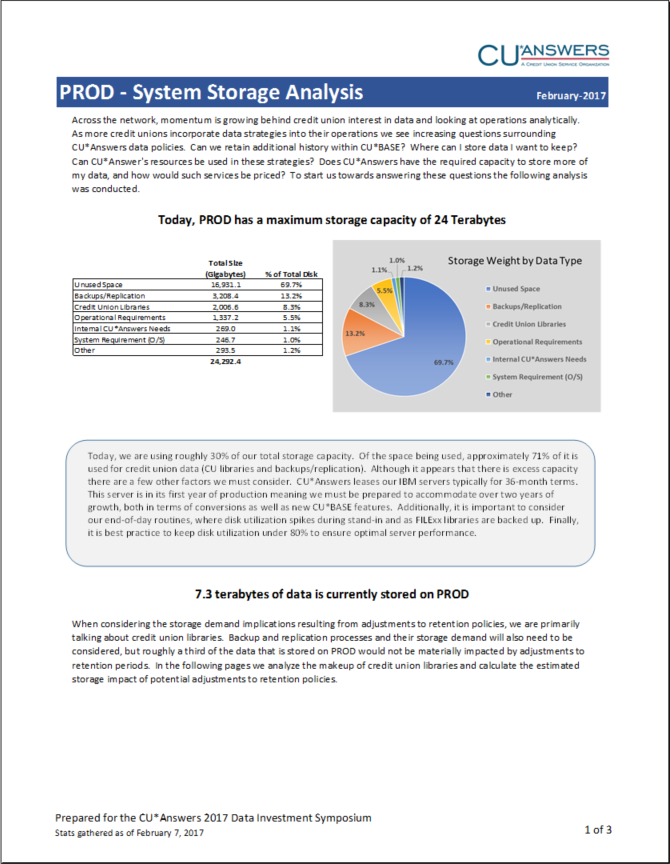 CU*ANSWERS
A CREDIT UNION SERVICE ORGANIZATION
PROD - System Storage Analysis February-2017
Across the network, momentum is growing behind credit union interest in data and looking at operations analytically.
As more credit unions incorporate data strategies into their operations we see increasing questions surrounding
CU*Answers data policies. Can we retain additional history within CU*BASE? Where can I store data I want to keep?
Can CU*Answer's resources be used in these strategies? Does CU*Answers have the required capacity to store more of
my data, and how would such services be priced? To start us towards answering these questions the following analysis
was conducted.
Today, PROD has a maximum storage capacity of 24 Terabytes
Total Size
(Gigabytes) % of Total Disk
Unused Space 16,931.1 69.7%
Backups/Replication 3,208.4 13.2%
Credit Union Libraries 2,006.6 8.3%
Operational Requirements 1,337.2 5.5%
Internal CU*Answers Needs 269.0 1.1%
System Requirement (O/S) 246.7 1.0%
Other 293.5 1.2%
24,292.4
Storage Weight by Data Type
1.0%
1.1%
1.2%
5.5%
8.3%
13.2%
69.7%
Unused Space
Backups/Replication
Credit Union Libraries
Operational Requirements
Internal CU*Answers Needs
System Requirement (O/S)
Other
Today, we are using roughly 30% of our total storage capacity. Of the space being used, approximately 71% of it is
used for credit union data (CU libraries and backups/replication). Although it appears that there is excess capacity
there are a few other factors we must consider. CU*Answers leases our IBM servers typically for 36-month terms.
This server is in its first year of production meaning we must be prepared to accommodate over two years of
growth, both in terms of conversions as well as new CU*BASE features. Additionally, it is important to consider
our end-of-day routines, where disk utilization spikes during stand-in and as FILExx libraries are backed up. Finally,
it is best practice to keep disk utilization under 80% to ensure optimal server performance.
7.3 terabytes of data is currently stored on PROD
When considering the storage demand implications resulting from adjustments to retention policies, we are primarily
talking about credit union libraries. Backup and replication processes and their storage demand will also need to be
considered, but roughly a third of the data that is stored on PROD would not be materially impacted by adjustments to
retention periods. In the following pages we analyze the makeup of credit union libraries and calculate the estimated
storage impact of potential adjustments to retention policies.
Prepared for the CU*Answers 2017 Data Investment Symposium
Stats gathered as of February 7, 2017
1 of 3